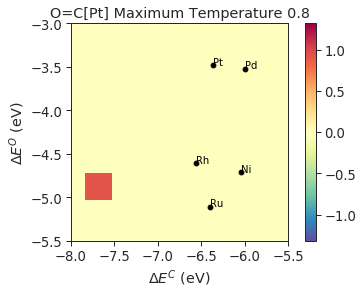 O=C[Pt] Maximum Temperature 0.8
−3.0
−3.5
−4.0
−4.5
−5.0
−5.5
ΔE^O (eV)
Pt
Pd
Rh
Ni
Ru
−8.0 −7.5 −7.0 −6.5 −6.0 −5.5
ΔE^C (eV)
1.0
0.5
0.0
−0.5
−1.0